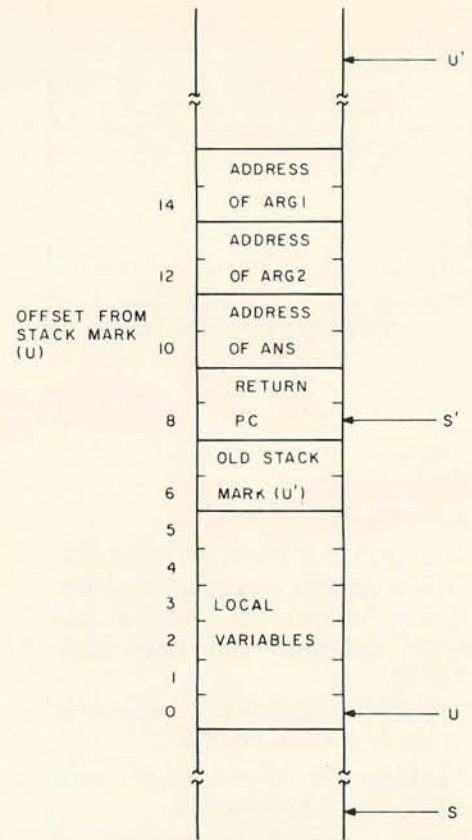 U'
ADDRESS
14 OF ARG1
ADDRESS
12 OF ARG2
OFFSET FROM
STACK MARK
(U)
ADDRESS
10 OF ANS
RETURN
8 PC S'
OLD STACK
6 MARK (U')
5
4
3 LOCAL
2 VARIABLES
1
0 U
S